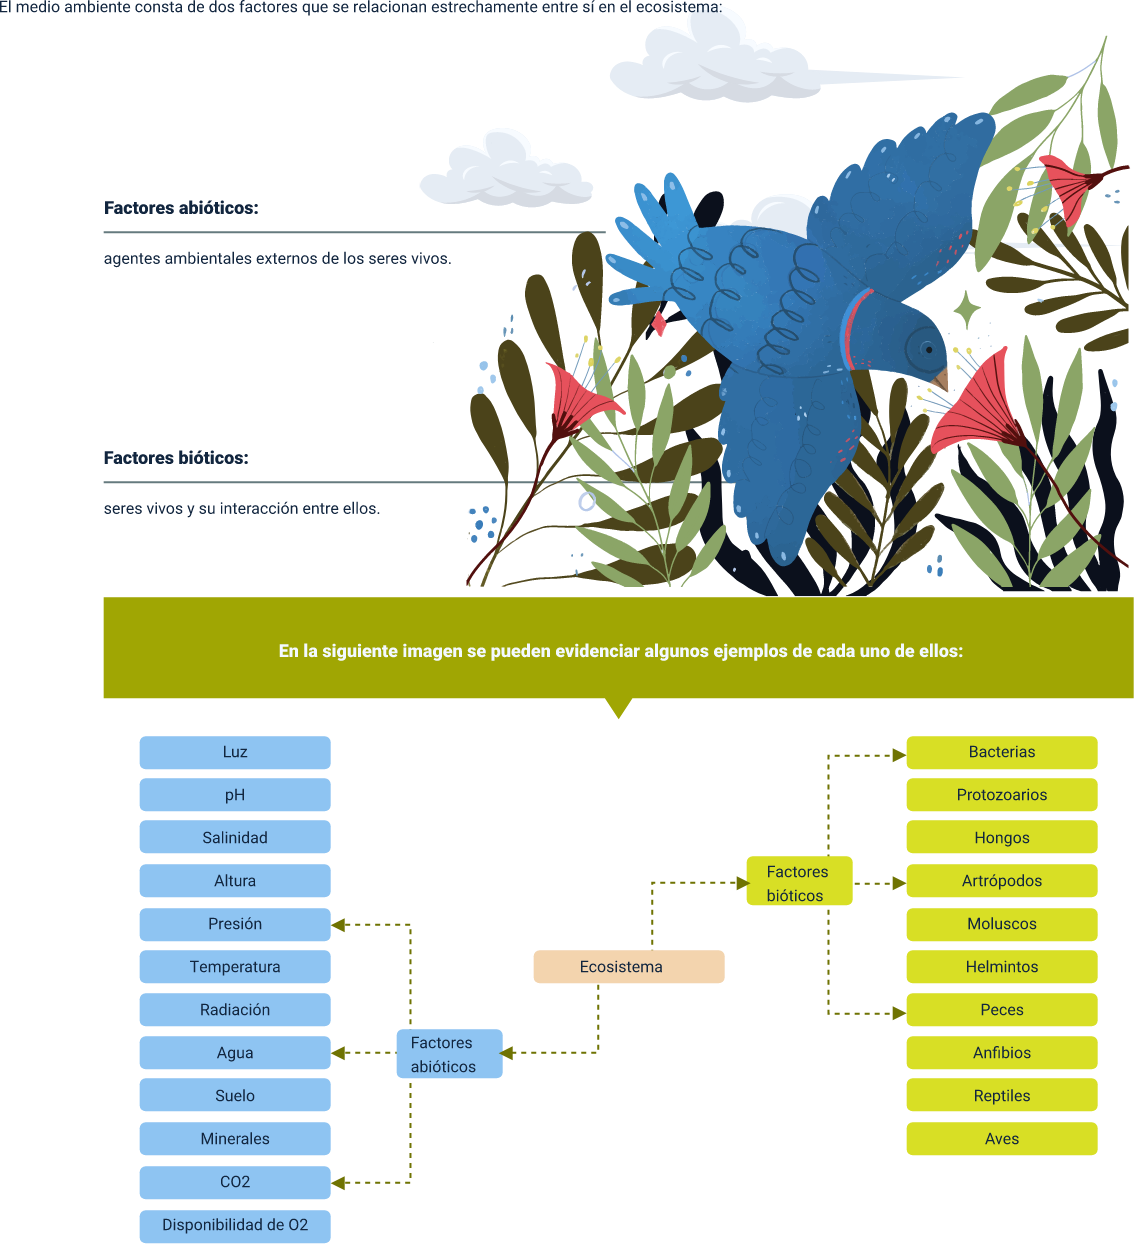 El medio ambiente consta de dos factores que se relacionan estrechamente entre sí en el ecosistema:
Factores abióticos:
agentes ambientales externos de los seres vivos.
Factores bióticos:
seres vivos y su interacción entre ellos.
En la siguiente imagen se pueden evidenciar algunos ejemplos de cada uno de ellos:
Luz
pH
Salinidad
Altura
Presión
Temperatura
Radiación
Agua
Suelo
Minerales
CO2
Disponibilidad de O2
Factores
abióticos
Ecosistema
Factores
bióticos
Bacterias
Protozoarios
Hongos
Artrópodos
Moluscos
Helmintos
Peces
Anfibios
Reptiles
Aves